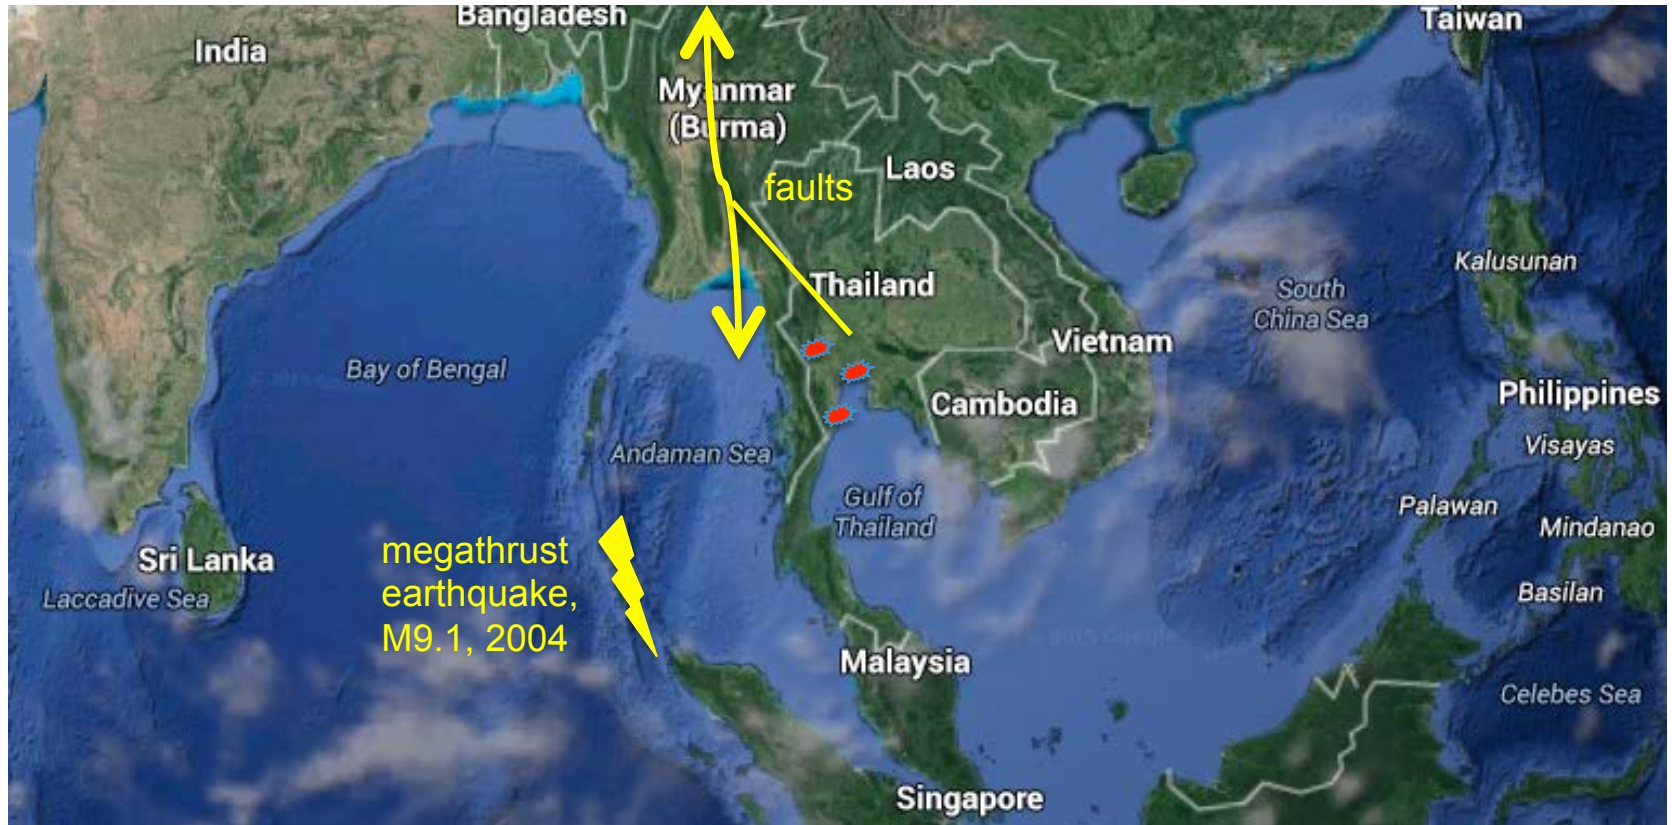 Bangladesh
Taiwan
India
Myanmar
(Burma)
Laos
faults
Kalusunan
Thailand
South
China Sea
Vietnam
Bay of Bengal
Philippines
Cambodia
Visayas
Andaman Sea
Gulf of
Thailand
Palawan
Mindanao
megathrust
earthquake,
M9.1, 2004
Sri Lanka
Laccadive Sea
Basilan
Malaysia
Celebes Sea
Singapore